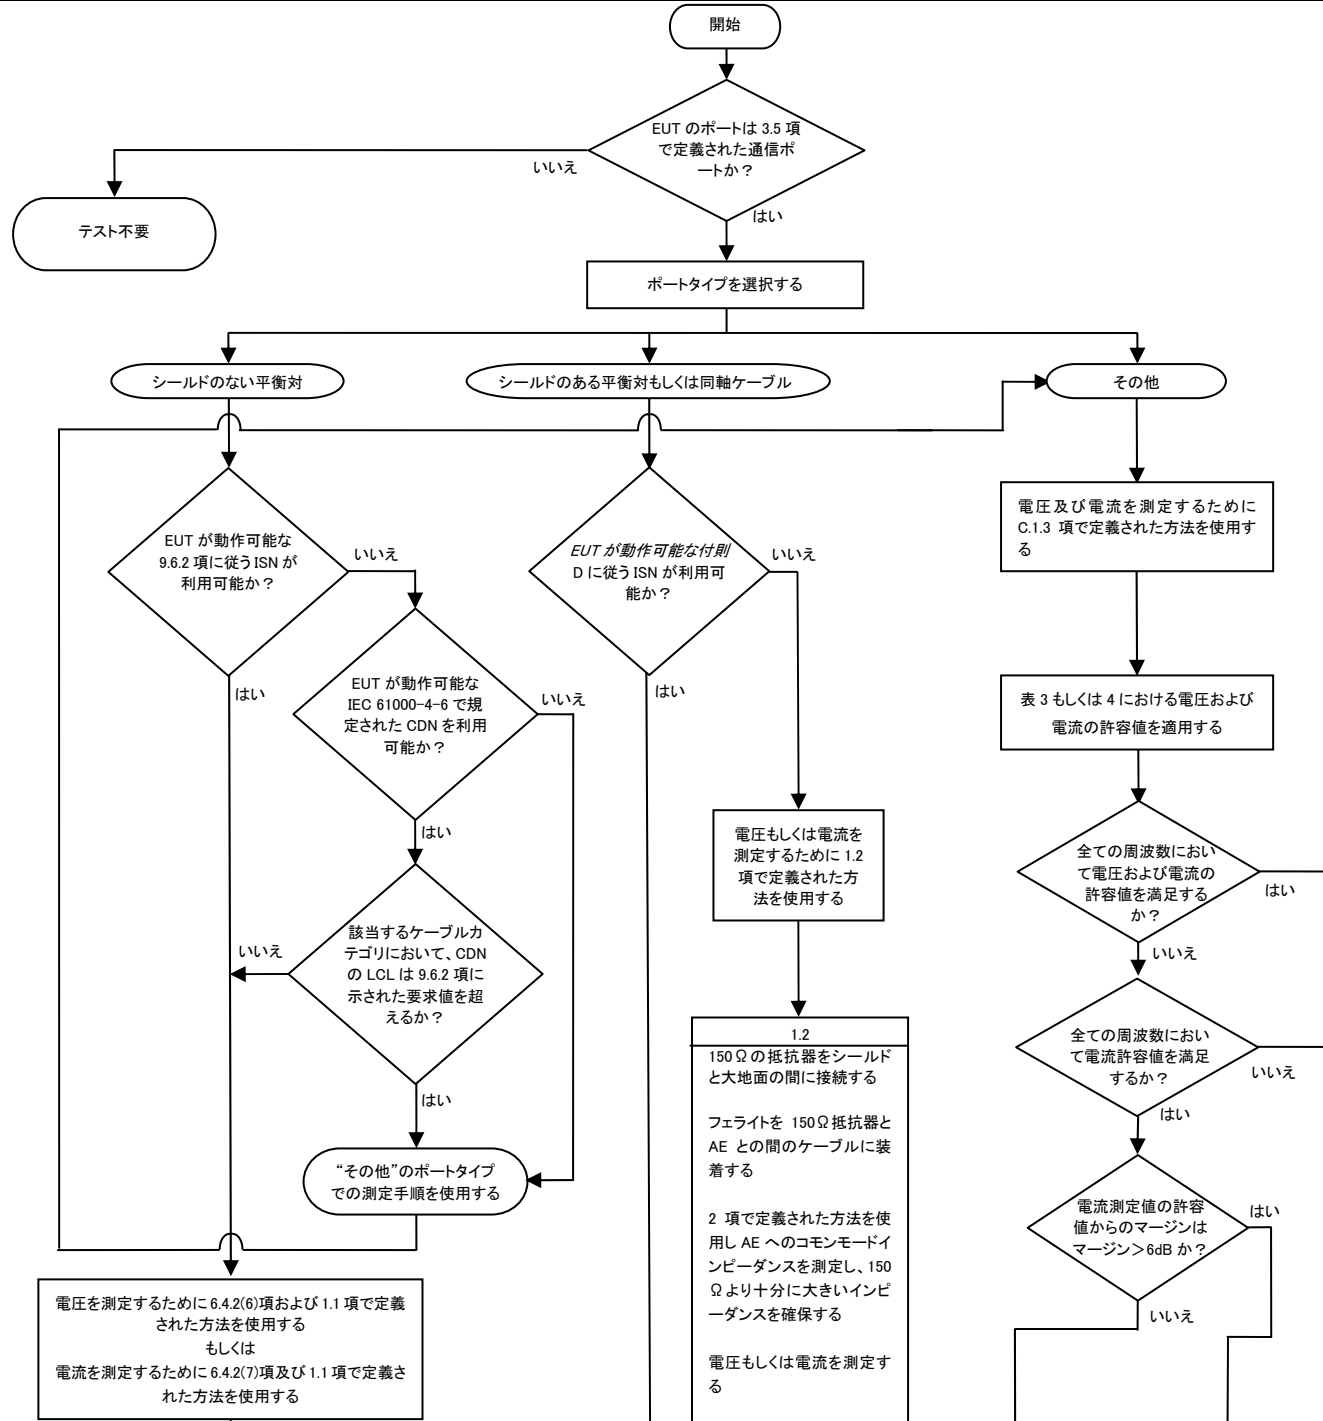 開始
EUT のポートは 3.5 項
で定義された通信ポ
ートか？
いいえ
はい
テスト不要
ポートタイプを選択する
シールドのない平衡対
シールドのある平衡対もしくは同軸ケーブル
その他
EUT が動作可能な
9.6.2 項に従う ISN が
利用可能か？
いいえ
はい
EUT が動作可能な
IEC 61000-4-6 で規
定された CDN を利用
可能か？
いいえ
はい
該当するケーブルカ
テゴリにおいて、CDN
の LCL は 9.6.2 項に
示された要求値を超
えるか？
いいえ
はい
“その他”のポートタイプ
での測定手順を使用する
電圧を測定するために 6.4.2(6)項および 1.1 項で定義
された方法を使用する
もしくは
電流を測定するために 6.4.2(7)項及び 1.1 項で定義さ
れた方法を使用する
EUT が動作可能な付則
D に従う ISN が利用可
能か？
いいえ
はい
電圧もしくは電流を
測定するために 1.2
項で定義された方
法を使用する
1.2
150Ωの抵抗器をシールド
と大地面の間に接続する
フェライトを 150Ω抵抗器と
AE との間のケーブルに装
着する
2 項で定義された方法を使
用し AE へのコモンモードイ
ンピーダンスを測定し、150
Ωより十分に大きいインピ
ーダンスを確保する
電圧もしくは電流を測定す
る
電圧及び電流を測定するために
C.1.3 項で定義された方法を使用す
る
表 3 もしくは 4 における電圧および
電流の許容値を適用する
全ての周波数におい
て電圧および電流の
許容値を満足する
か？
はい
いいえ
全ての周波数におい
て電流許容値を満足
するか？
いいえ
はい
電流測定値の許容
値からのマージンは
マージン＞6dB か？
はい
いいえ